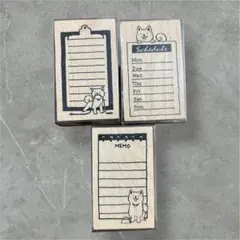 Schedule
Mon.
Tue.
Wed.
Thu.
Fri.
Sat.
Sun.
MEMO